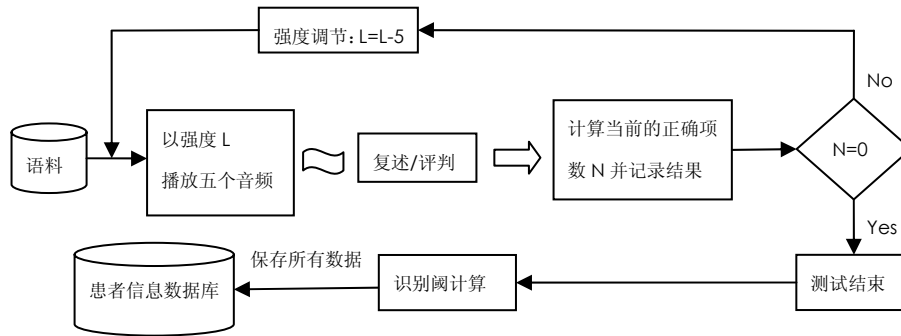 强度调节：L=L-5
No
语料
以强度 L
播放五个音频
复述/评判
计算当前的正确项
数 N 并记录结果
N=0
Yes
患者信息数据库
保存所有数据
识别阈计算
测试结束